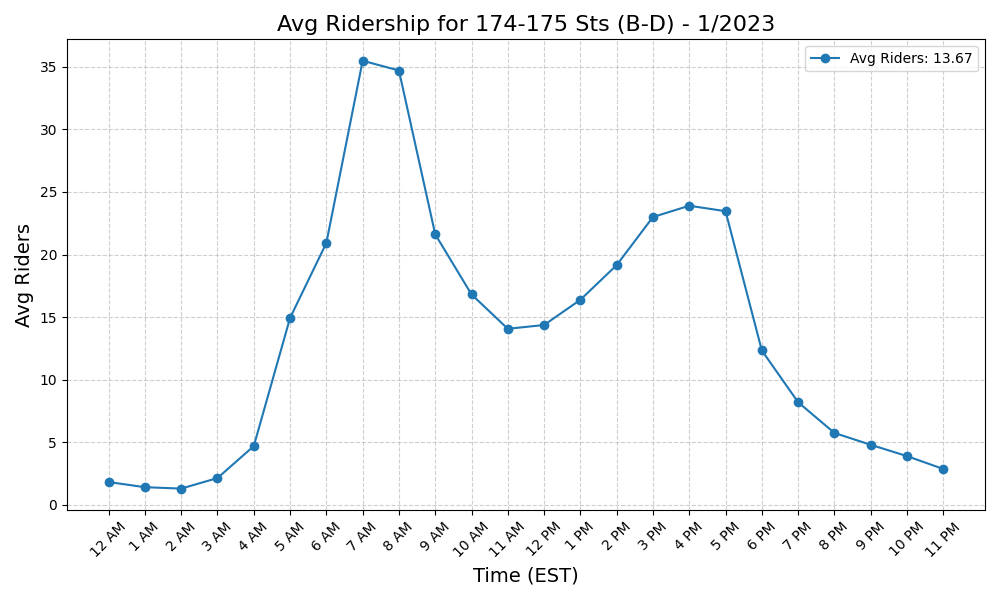 Avg Ridership for 174-175 Sts (B-D) - 1/2023
Avg Riders: 13.67
Avg Riders
35
30
25
20
15
10
5
0
12 AM
1 AM
2 AM
3 AM
4 AM
5 AM
6 AM
7 AM
8 AM
9 AM
10 AM
11 AM
12 PM
1 PM
2 PM
3 PM
4 PM
5 PM
6 PM
7 PM
8 PM
9 PM
10 PM
11 PM
Time (EST)